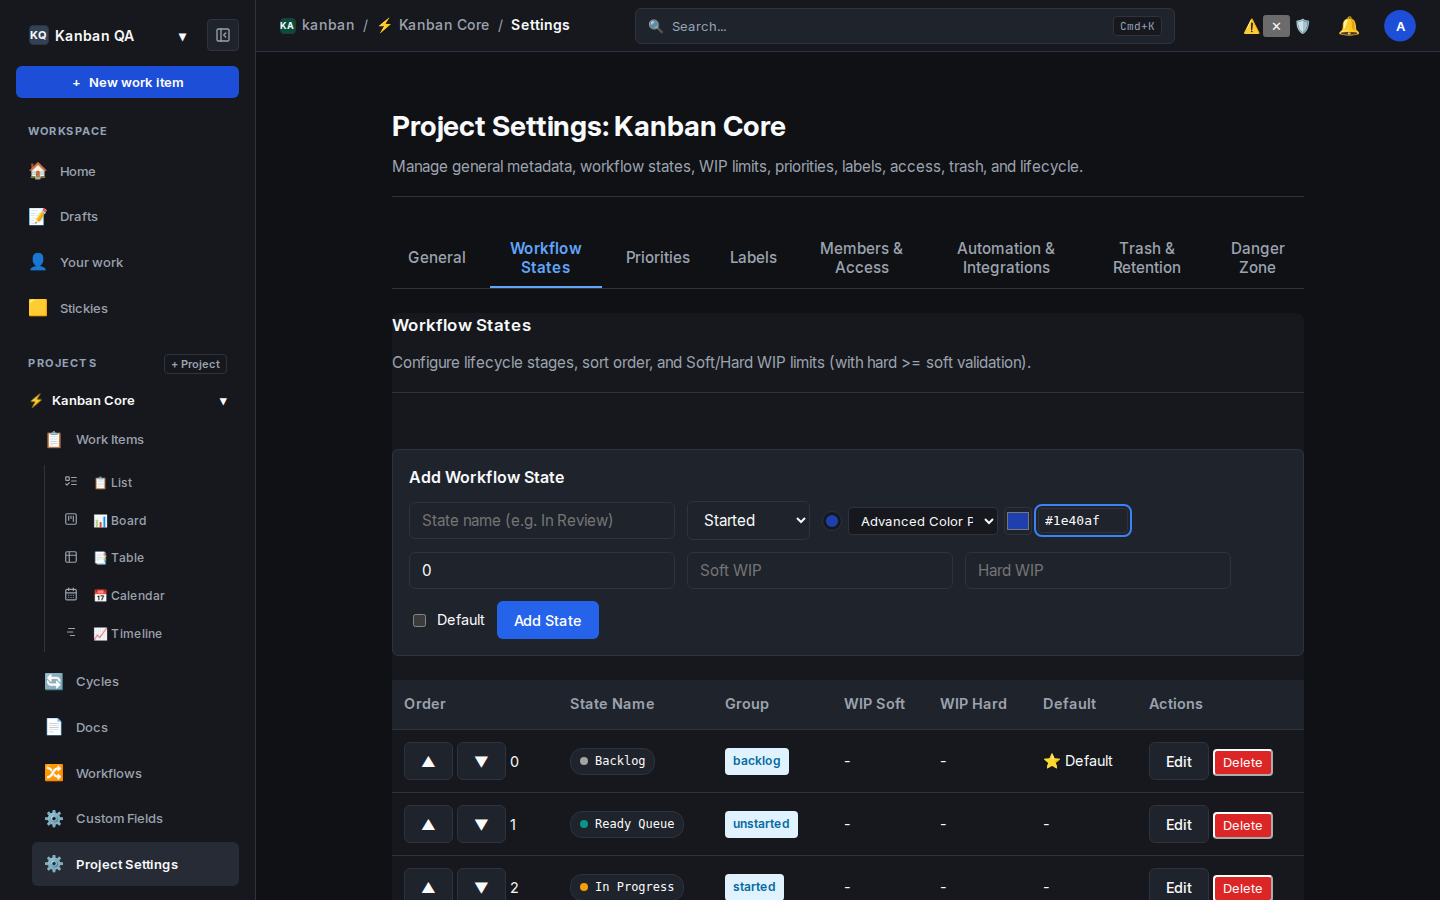 KQ Kanban QA ▼
+ New work item
WORKSPACE
Home
Drafts
Your work
Stickies
PROJECTS + Project
⚡ Kanban Core ▼
Work Items
List
Board
Table
Calendar
Timeline
Cycles
Docs
Workflows
Custom Fields
Project Settings
KA kanban / ⚡ Kanban Core / Settings
Search... Cmd+K
✕
A
Project Settings: Kanban Core
Manage general metadata, workflow states, WIP limits, priorities, labels, access, trash, and lifecycle.
General
Workflow States
Priorities
Labels
Members & Access
Automation & Integrations
Trash & Retention
Danger Zone
Workflow States
Configure lifecycle stages, sort order, and Soft/Hard WIP limits (with hard >= soft validation).
Add Workflow State
State name (e.g. In Review) Started Advanced Color P #1e40af
0 Soft WIP Hard WIP
Default Add State
Order State Name Group WIP Soft WIP Hard Default Actions
▲ ▼ 0 Backlog backlog - - ⭐ Default Edit Delete
▲ ▼ 1 Ready Queue unstarted - - - Edit Delete
▲ ▼ 2 In Progress started - - - Edit Delete